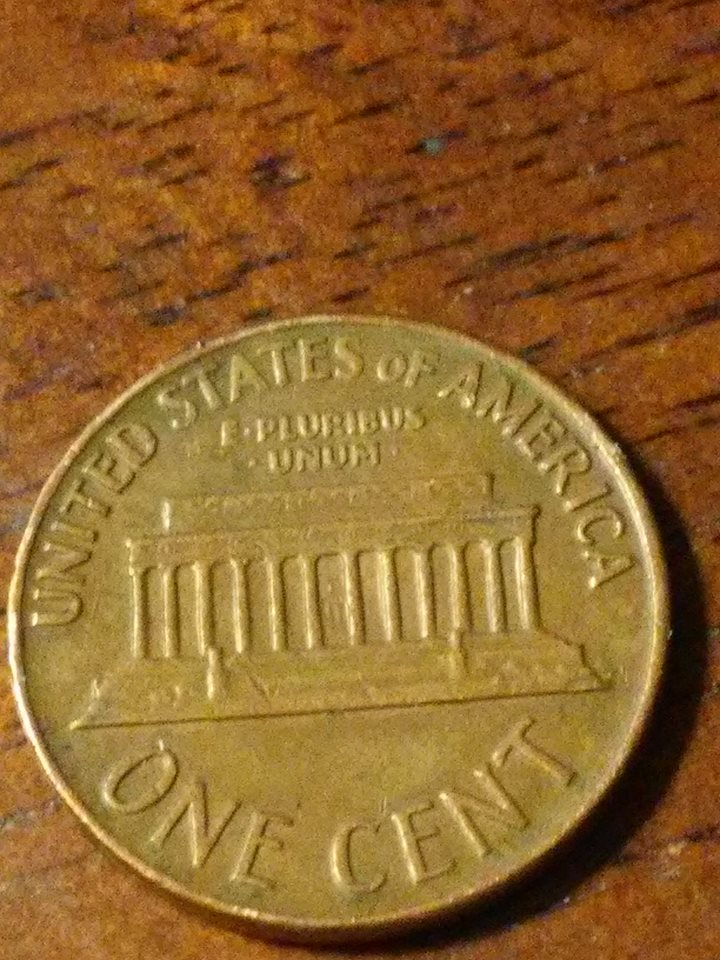 UNITED STATES OF AMERICA
E·PLURIBUS
·UNUM·
ONE CENT